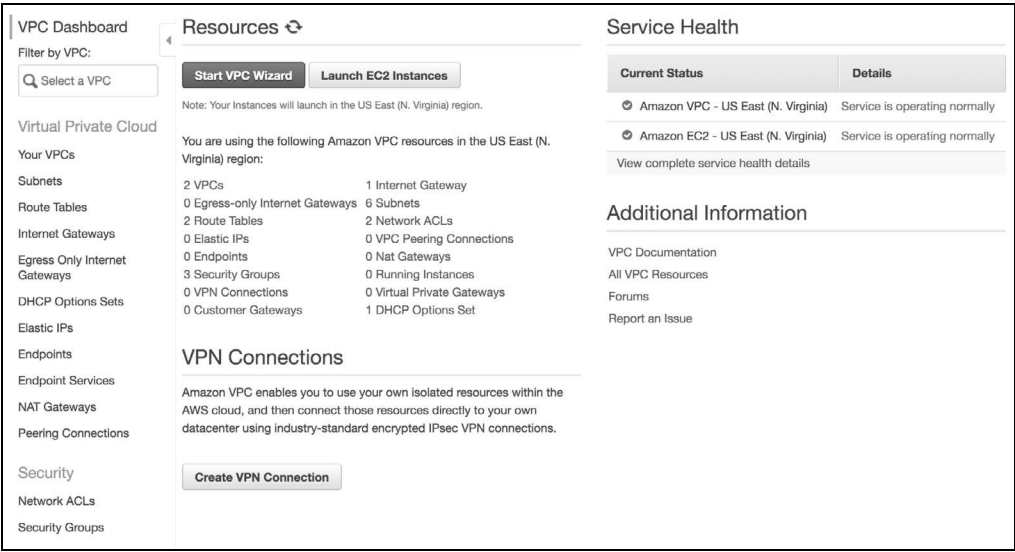 VPC Dashboard
Filter by VPC:
Select a VPC
Virtual Private Cloud
Your VPCs
Subnets
Route Tables
Internet Gateways
Egress Only Internet
Gateways
DHCP Options Sets
Elastic IPs
Endpoints
Endpoint Services
NAT Gateways
Peering Connections
Security
Network ACLs
Security Groups
Resources
Start VPC Wizard Launch EC2 Instances
Note: Your Instances will launch in the US East (N. Virginia) region.
You are using the following Amazon VPC resources in the US East (N.
Virginia) region:
2 VPCs 1 Internet Gateway
0 Egress-only Internet Gateways 6 Subnets
2 Route Tables 2 Network ACLs
0 Elastic IPs 0 VPC Peering Connections
0 Endpoints 0 Nat Gateways
3 Security Groups 0 Running Instances
0 VPN Connections 0 Virtual Private Gateways
0 Customer Gateways 1 DHCP Options Set
VPN Connections
Amazon VPC enables you to use your own isolated resources within the
AWS cloud, and then connect those resources directly to your own
datacenter using industry-standard encrypted IPsec VPN connections.
Create VPN Connection
Service Health
Current Status Details
Amazon VPC - US East (N. Virginia) Service is operating normally
Amazon EC2 - US East (N. Virginia) Service is operating normally
View complete service health details
Additional Information
VPC Documentation
All VPC Resources
Forums
Report an Issue